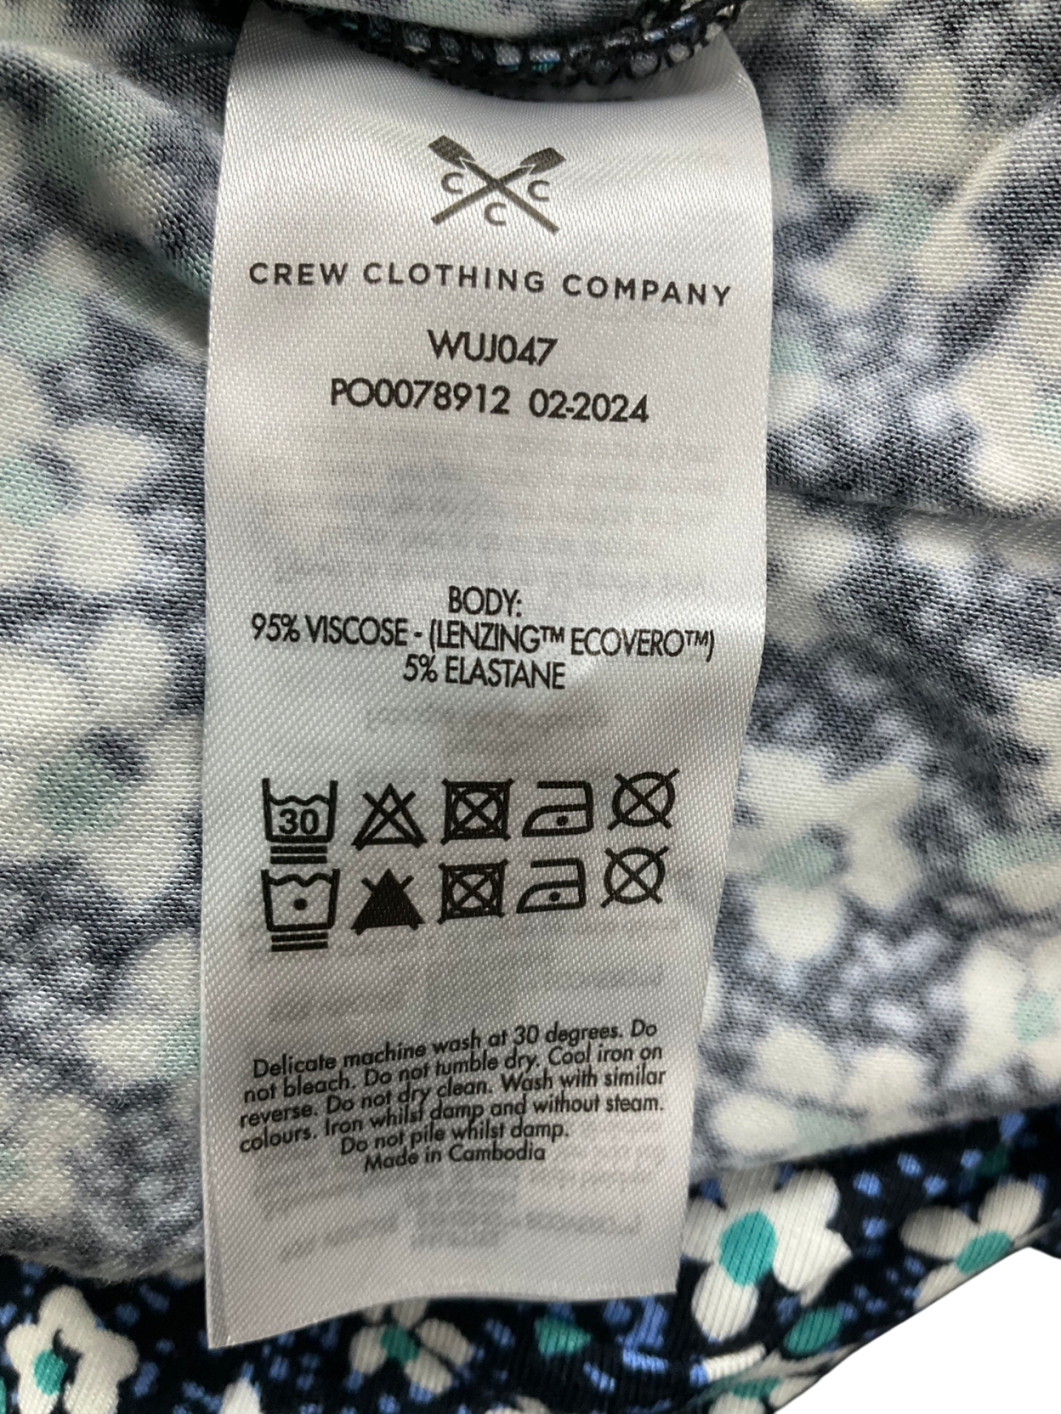 C C
C
CREW CLOTHING COMPANY
WUJ047
PO0078912 02-2024
BODY:
95% VISCOSE - (LENZING™ ECOVERO™)
5% ELASTANE
30
Delicate machine wash at 30 degrees. Do
not bleach. Do not tumble dry. Cool iron on
reverse. Do not dry clean. Wash with similar
colours. Iron whilst damp and without steam.
Do not pile whilst damp.
Made in Cambodia